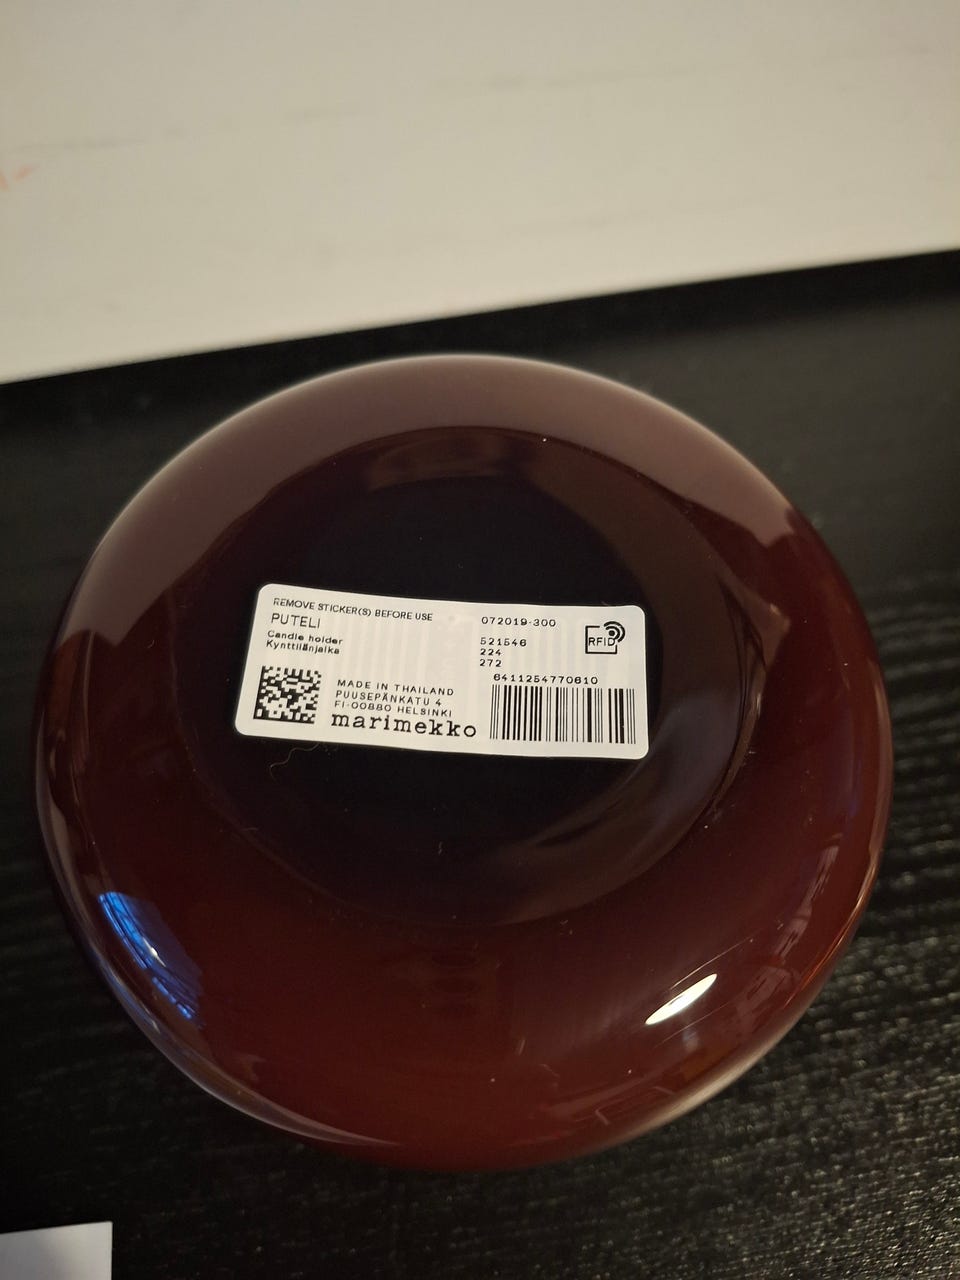 REMOVE STICKER(S) BEFORE USE
PUTELI
Candle holder
Kynttilänjalka
MADE IN THAILAND
PUUSEPÄNKATU 4
FI-00880 HELSINKI
marimekko
072019-300
521546
224
272
RFID
6411254770610